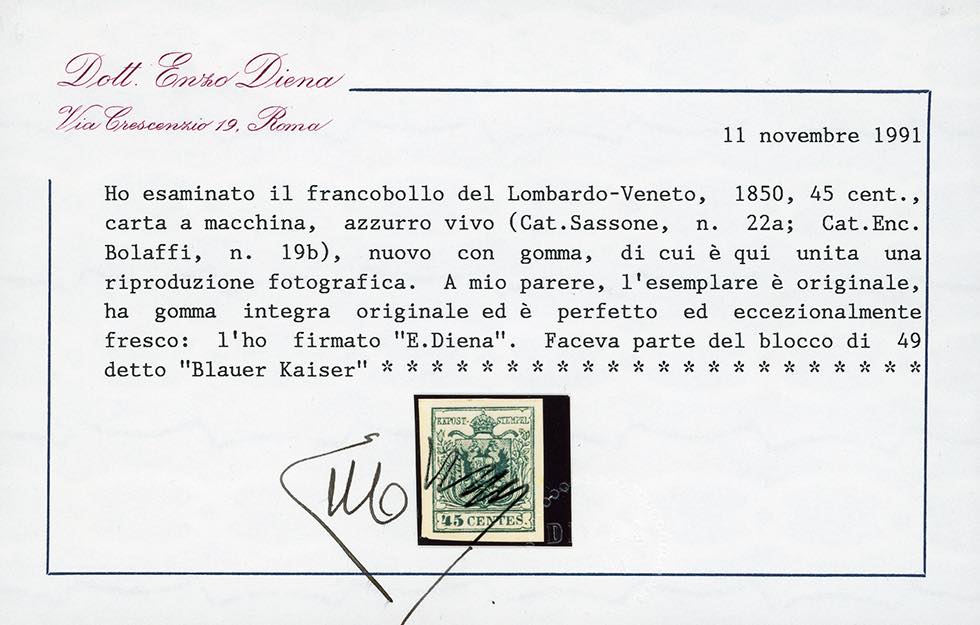 Dott. Enzo Diena
Via Crescenzio 19, Roma
11 novembre 1991
Ho esaminato il francobollo del Lombardo-Veneto, 1850, 45 cent.,
carta a macchina, azzurro vivo (Cat.Sassone, n. 22a; Cat.Enc.
Bolaffi, n. 19b), nuovo con gomma, di cui è qui unita una
riproduzione fotografica. A mio parere, l'esemplare è originale,
ha gomma integra originale ed è perfetto ed eccezionalmente
fresco: l'ho firmato "E.Diena". Faceva parte del blocco di 49
detto "Blauer Kaiser" * * * * * * * * * * * * * * * * * * * * * *
KKPOST-STEMPEL
45 CENTES.
D